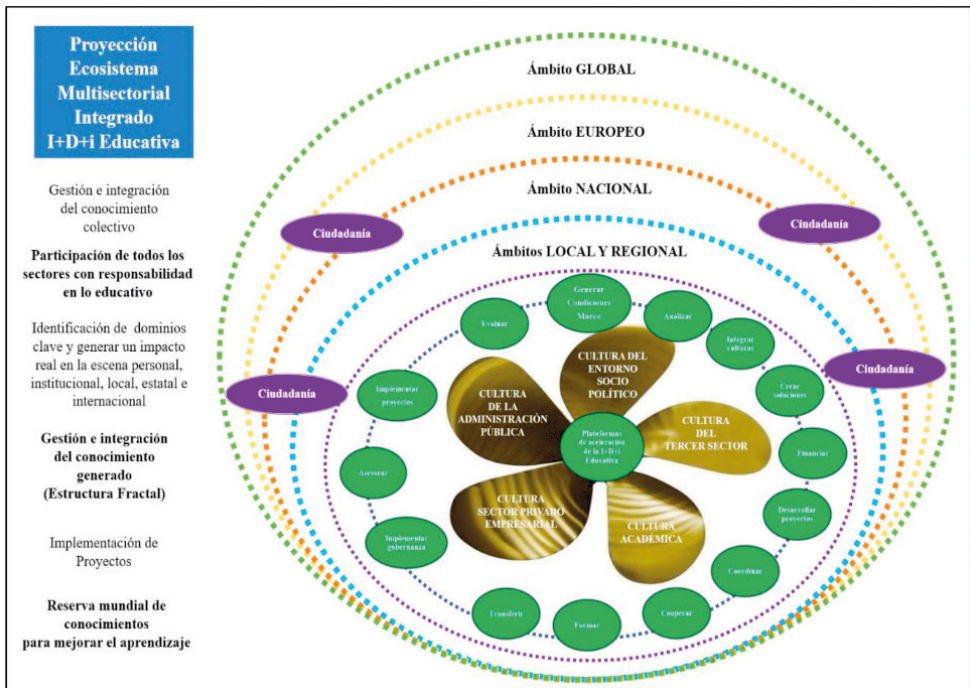 Proyección
Ecosistema
Multisectorial
Integrado
I+D+i Educativa
Gestión e integración
del conocimiento
colectivo
Participación de todos los
sectores con responsabilidad
en lo educativo
Identificación de dominios
clave y generar un impacto
real en la escena personal,
institucional, local, estatal e
internacional
Gestión e integración
del conocimiento
generado
(Estructura Fractal)
Implementación de
Proyectos
Reserva mundial de
conocimientos
para mejorar el aprendizaje
Ámbito GLOBAL
Ámbito EUROPEO
Ámbito NACIONAL
Ámbitos LOCAL Y REGIONAL
Ciudadanía
Ciudadanía
Ciudadanía
Ciudadanía
Generar
Condiciones
Marco
Analizar
Integrar
culturas
Crear
soluciones
Financiar
Desarrollar
proyectos
Coordinar
Cooperar
Formar
Transferir
Implementar
gobernanza
Asesorar
Implementar
proyectos
Evaluar
CULTURA DEL
ENTORNO
SOCIO
POLÍTICO
CULTURA
DEL
TERCER SECTOR
CULTURA
ACADÉMICA
CULTURA
SECTOR PRIVADO
EMPRESARIAL
CULTURA
DE LA
ADMINISTRACIÓN
PÚBLICA
Plataformas
de aceleración
de la I+D+i
Educativa